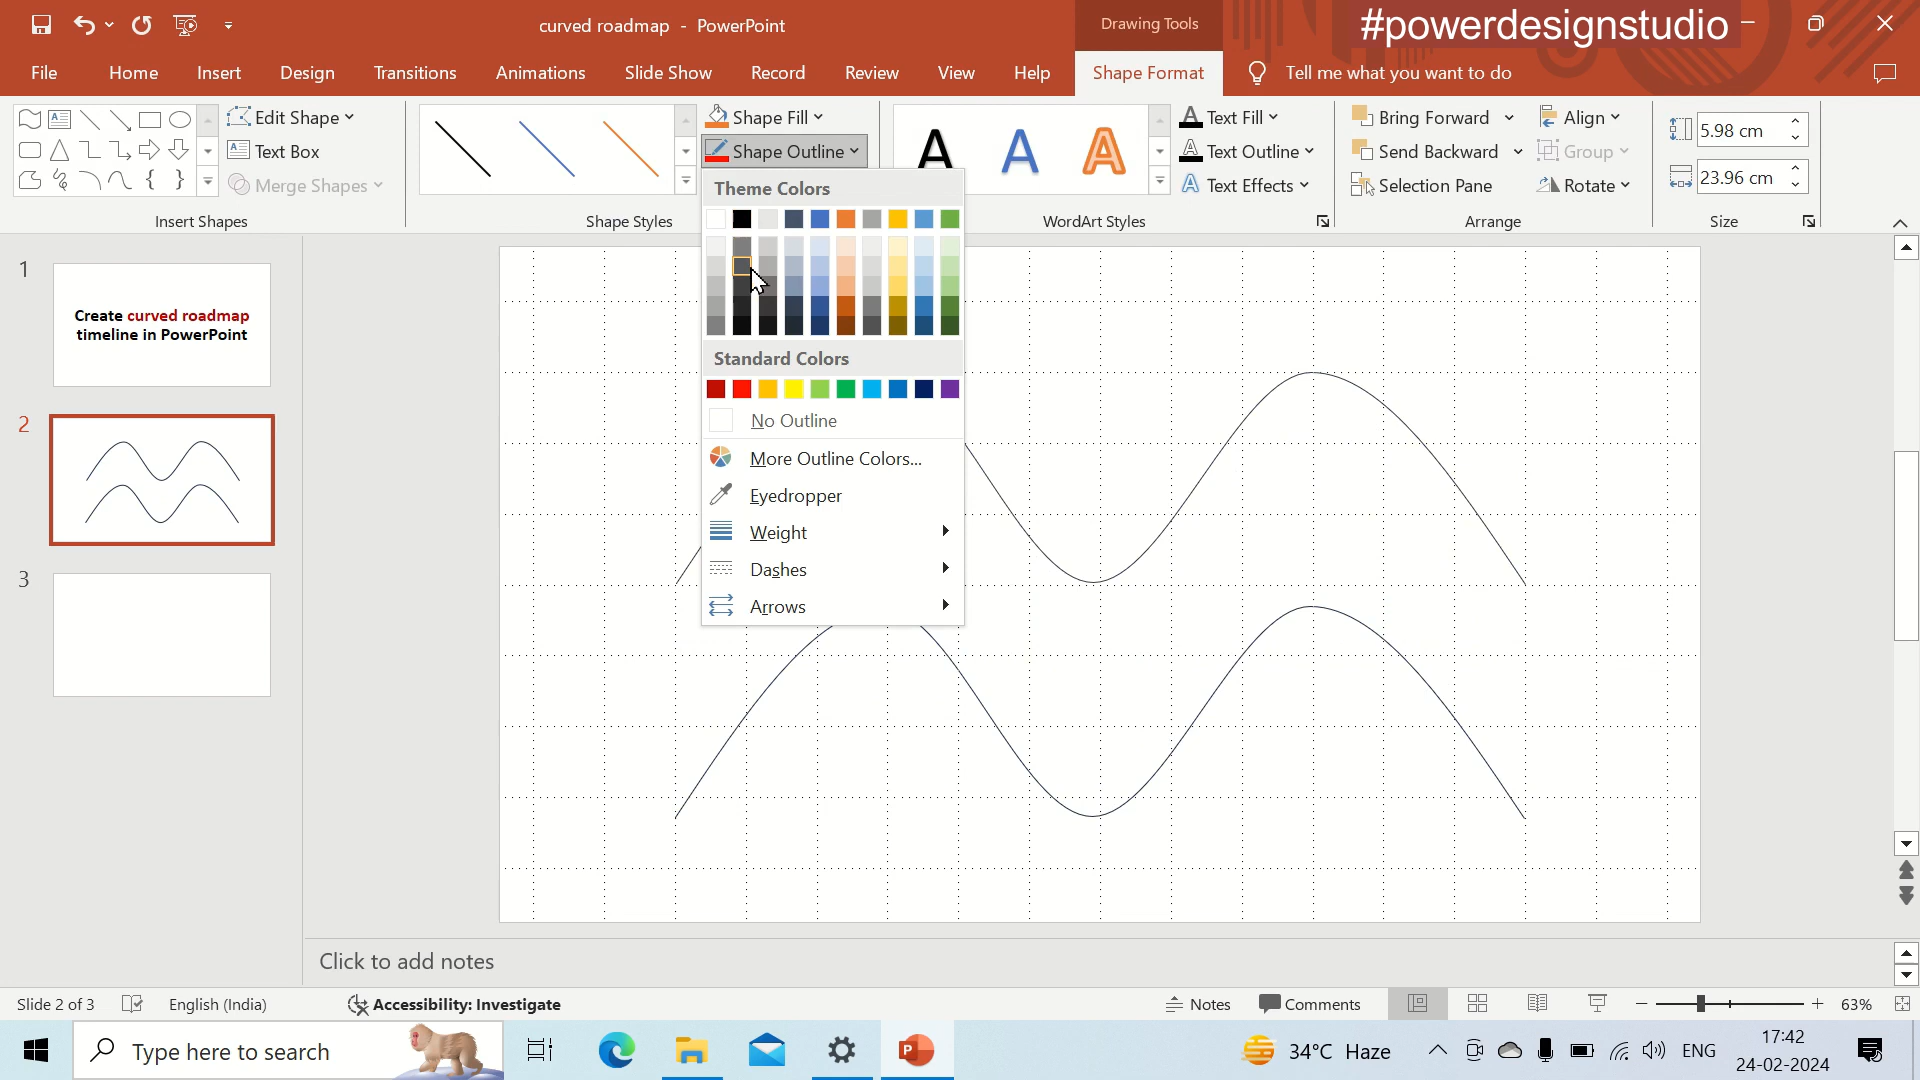 curved roadmap - PowerPoint
Drawing Tools
#powerdesignstudio
File Home Insert Design Transitions Animations Slide Show Record Review View Help Shape Format Tell me what you want to do
Edit Shape
Text Box
Merge Shapes
Insert Shapes
Shape Fill
Shape Outline
Shape Styles
A A A
Text Fill
Text Outline
Text Effects
WordArt Styles
Bring Forward
Send Backward
Selection Pane
Align
Group
Rotate
Arrange
5.98 cm
23.96 cm
Size
Theme Colors
Standard Colors
No Outline
More Outline Colors...
Eyedropper
Weight
Dashes
Arrows
1
Create curved roadmap
timeline in PowerPoint
2
3
Click to add notes
Slide 2 of 3 English (India) Accessibility: Investigate Notes Comments 63%
Type here to search
34°C Haze
ENG
17:42
24-02-2024